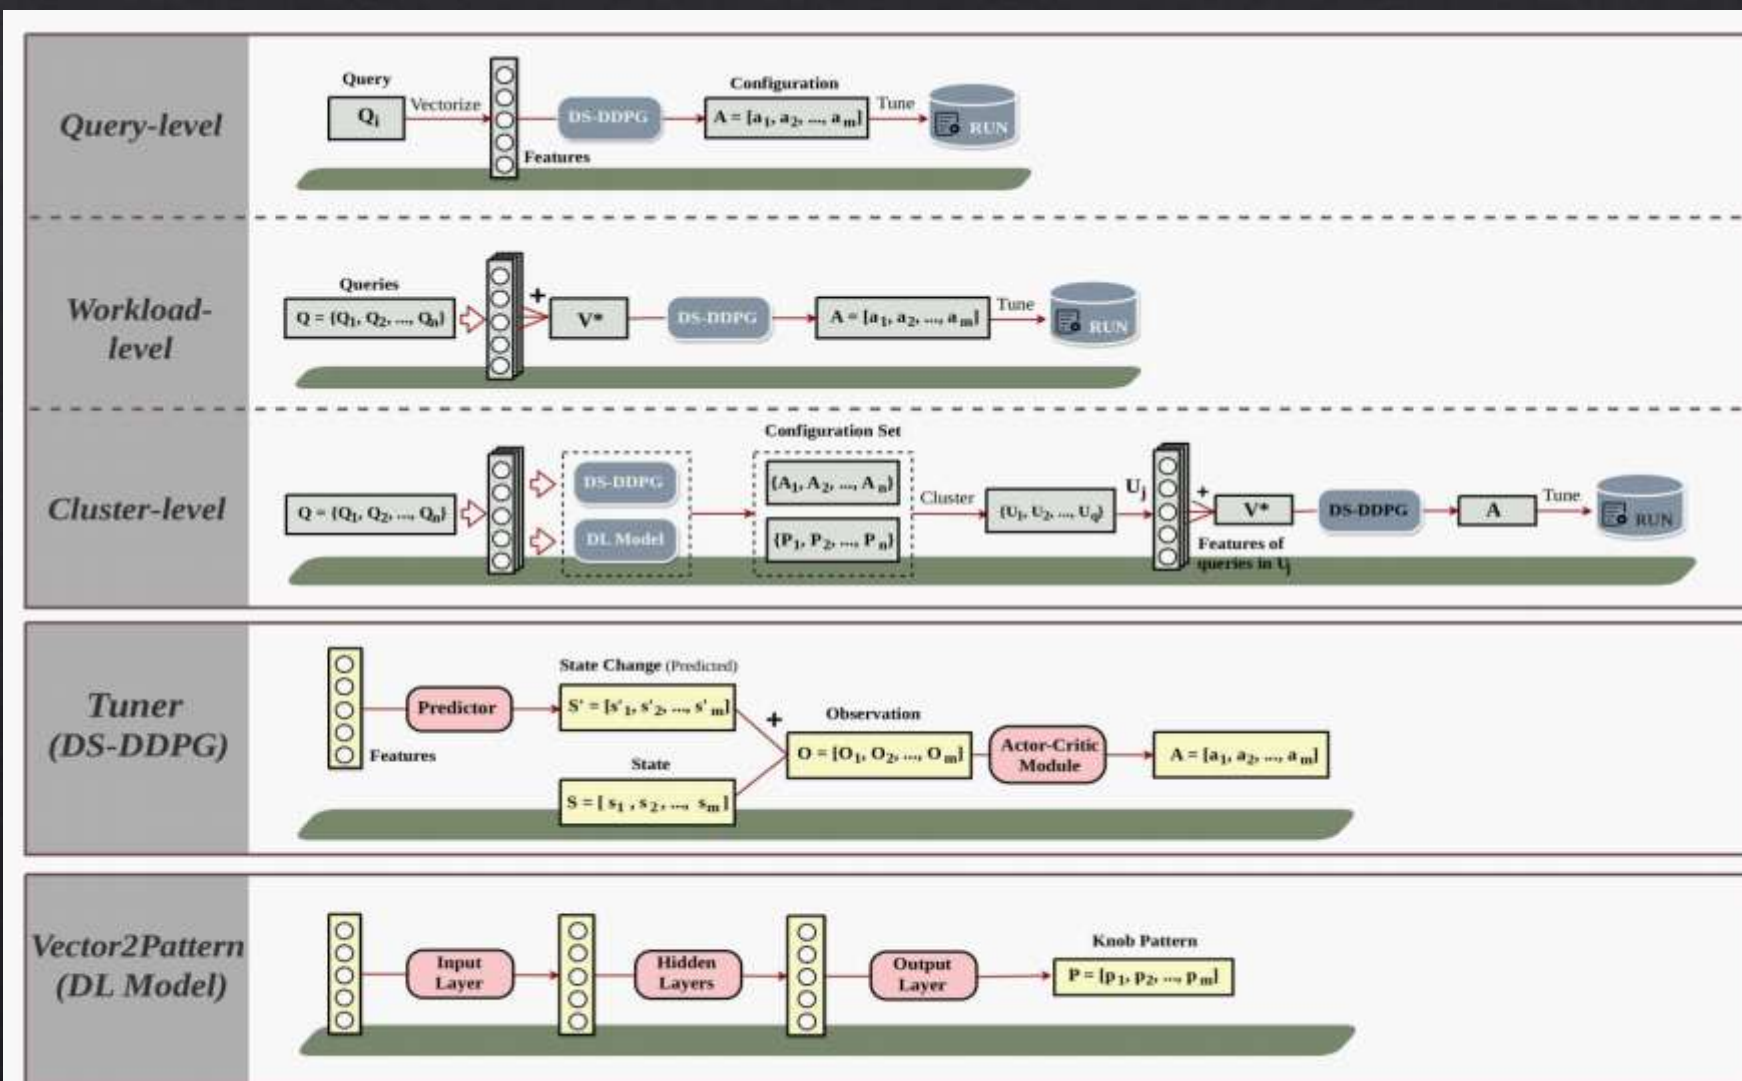 Query-level
Query
Qi
Vectorize
Features
DS-DDPG
Configuration
A = [a1, a2, ..., am]
Tune
RUN
Workload-
level
Queries
Q = {Q1, Q2, ..., Qn}
+
V*
DS-DDPG
A = [a1, a2, ..., am]
Tune
RUN
Cluster-level
Q = {Q1, Q2, ..., Qn}
DS-DDPG
DL Model
Configuration Set
{A1, A2, ..., An}
{P1, P2, ..., Pn}
Cluster
{U1, U2, ..., Uq}
Uj
+
V*
Features of
queries in Uj
DS-DDPG
A
Tune
RUN
Tuner
(DS-DDPG)
Features
Predictor
State Change (Predicted)
S' = [s'1, s'2, ..., s'm]
State
S = [ s1 , s2 , ..., sm ]
+
Observation
O = [O1, O2, ..., Om]
Actor-Critic
Module
A = [a1, a2, ..., am]
Vector2Pattern
(DL Model)
Input
Layer
Hidden
Layers
Output
Layer
Knob Pattern
P = [p1, p2, ..., pm]